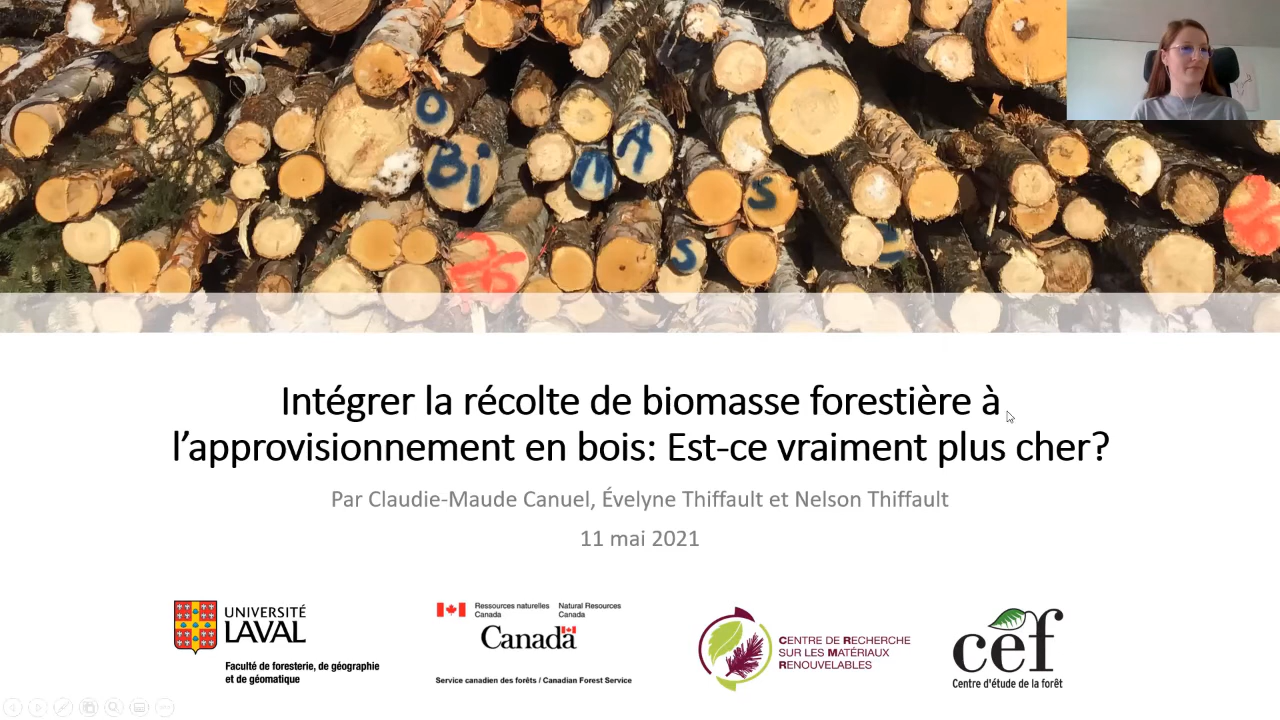 BiOMASSE
Intégrer la récolte de biomasse forestière à
l’approvisionnement en bois: Est-ce vraiment plus cher?
Par Claudie-Maude Canuel, Évelyne Thiffault et Nelson Thiffault
11 mai 2021
UNIVERSITÉ
LAVAL
Faculté de foresterie, de géographie
et de géomatique
Ressources naturelles Natural Resources
Canada Canada
Canada
Service canadien des forêts / Canadian Forest Service
CENTRE DE RECHERCHE
SUR LES MATÉRIAUX
RENOUVELABLES
cef
Centre d'étude de la forêt